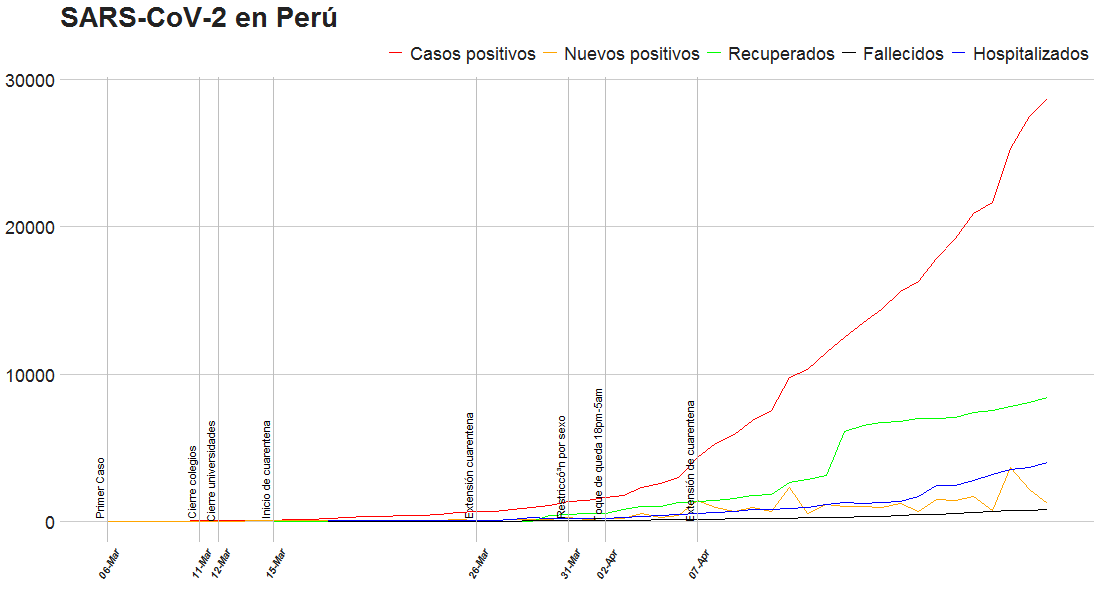 SARS-CoV-2 en Perú
Casos positivos Nuevos positivos Recuperados Fallecidos Hospitalizados
30000
20000
10000
0
Primer Caso
Cierre colegios
Cierre universidades
Inicio de cuarentena
Extensión cuarentena
Restriccó³n por sexo
Toque de queda 18pm-5am
Extensión de cuarentena
06-Mar
11-Mar
12-Mar
15-Mar
26-Mar
31-Mar
02-Apr
07-Apr